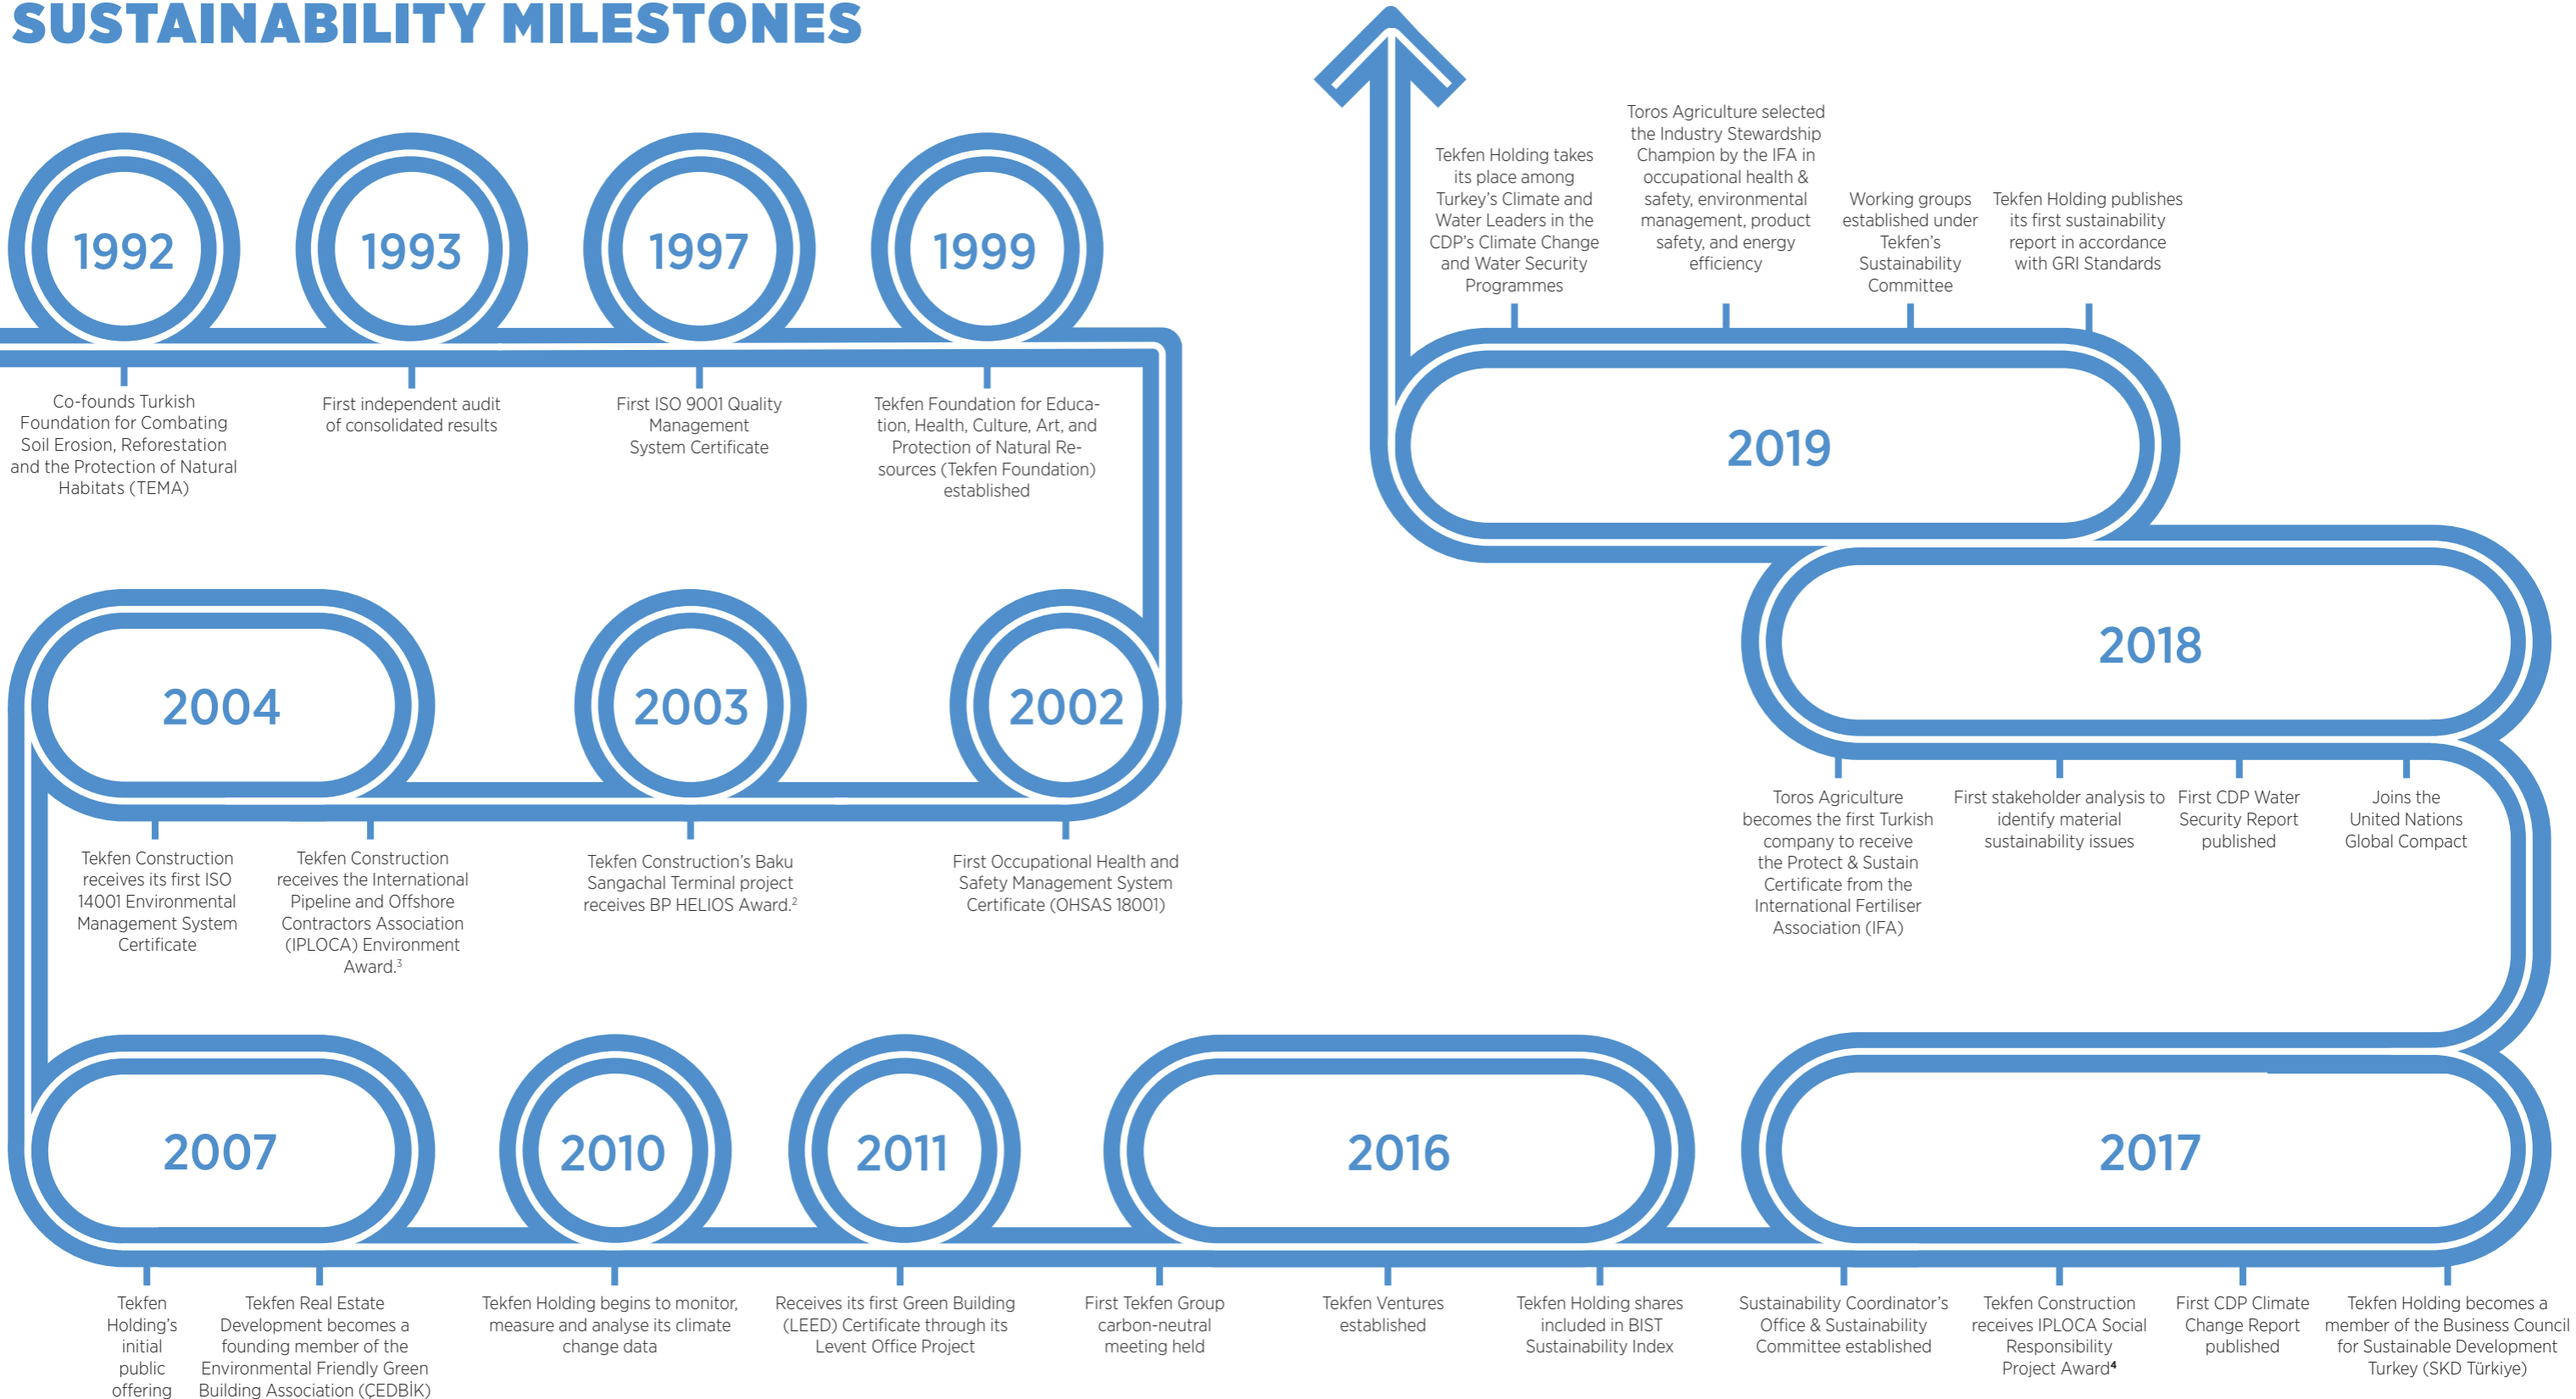 SUSTAINABILITY MILESTONES
1992
Co-founds Turkish
Foundation for Combating
Soil Erosion, Reforestation
and the Protection of Natural
Habitats (TEMA)
1993
First independent audit
of consolidated results
1997
First ISO 9001 Quality
Management
System Certificate
1999
Tekfen Foundation for Educa-
tion, Health, Culture, Art, and
Protection of Natural Re-
sources (Tekfen Foundation)
established
2002
First Occupational Health and
Safety Management System
Certificate (OHSAS 18001)
2003
Tekfen Construction's Baku
Sangachal Terminal project
receives BP HELIOS Award.²
2004
Tekfen Construction
receives its first ISO
14001 Environmental
Management System
Certificate
Tekfen Construction
receives the International
Pipeline and Offshore
Contractors Association
(IPLOCA) Environment
Award.³
2007
Tekfen
Holding's
initial
public
offering
Tekfen Real Estate
Development becomes a
founding member of the
Environmental Friendly Green
Building Association (ÇEDBİK)
2010
Tekfen Holding begins to monitor,
measure and analyse its climate
change data
2011
Receives its first Green Building
(LEED) Certificate through its
Levent Office Project
2016
First Tekfen Group
carbon-neutral
meeting held
Tekfen Ventures
established
Tekfen Holding shares
included in BIST
Sustainability Index
2017
Sustainability Coordinator's
Office & Sustainability
Committee established
Tekfen Construction
receives IPLOCA Social
Responsibility
Project Award⁴
First CDP Climate
Change Report
published
Tekfen Holding becomes a
member of the Business Council
for Sustainable Development
Turkey (SKD Türkiye)
2018
Toros Agriculture
becomes the first Turkish
company to receive
the Protect & Sustain
Certificate from the
International Fertiliser
Association (IFA)
First stakeholder analysis to
identify material
sustainability issues
First CDP Water
Security Report
published
Joins the
United Nations
Global Compact
2019
Tekfen Holding takes
its place among
Turkey's Climate and
Water Leaders in the
CDP's Climate Change
and Water Security
Programmes
Toros Agriculture selected
the Industry Stewardship
Champion by the IFA in
occupational health &
safety, environmental
management, product
safety, and energy
efficiency
Working groups
established under
Tekfen's
Sustainability
Committee
Tekfen Holding publishes
its first sustainability
report in accordance
with GRI Standards